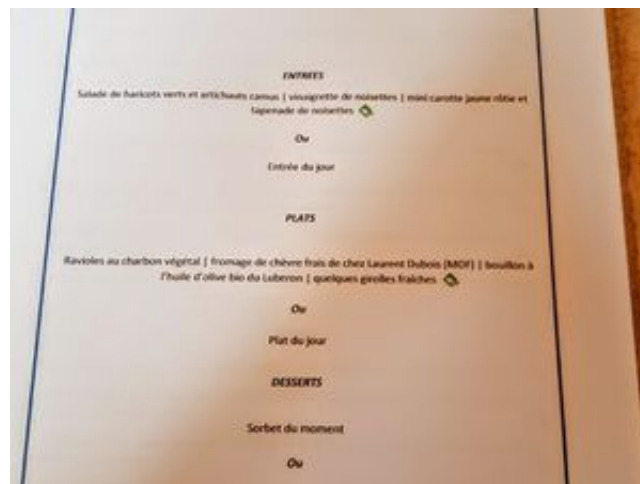 ENTREES
Salade de haricots verts et artichauts camus | vinaigrette de noisettes | mini carotte jaune rôtie et
tapenade de noisettes
Ou
Entrée du jour
PLATS
Ravioles au charbon végétal | fromage de chèvre frais de chez Laurent Dubois (MOF) | bouillon à
l'huile d'olive bio du Luberon | quelques girolles fraîches
Ou
Plat du jour
DESSERTS
Sorbet du moment
Ou